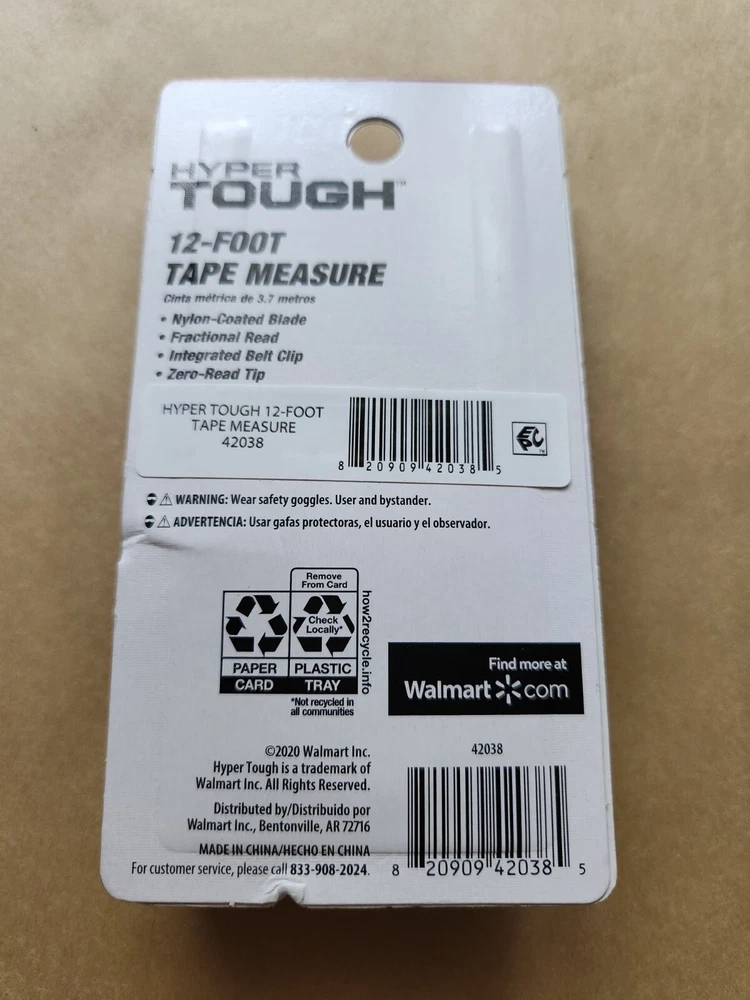 HYPER
TOUGH™
12-FOOT
TAPE MEASURE
Cinta métrica de 3.7 metros
• Nylon-Coated Blade
• Fractional Read
• Integrated Belt Clip
• Zero-Read Tip
HYPER TOUGH 12-FOOT
TAPE MEASURE
42038
8 20909 42038 5
EPC™
WARNING: Wear safety goggles. User and bystander.
ADVERTENCIA: Usar gafas protectoras, el usuario y el observador.
Remove
From Card
Check
Locally*
PAPER
CARD
PLASTIC
TRAY
how2recycle.info
*Not recycled in
all communities
Find more at
Walmart com
©2020 Walmart Inc.
Hyper Tough is a trademark of
Walmart Inc. All Rights Reserved.
Distributed by/Distribuido por
Walmart Inc., Bentonville, AR 72716
MADE IN CHINA/HECHO EN CHINA
For customer service, please call 833-908-2024.
42038
8 20909 42038 5